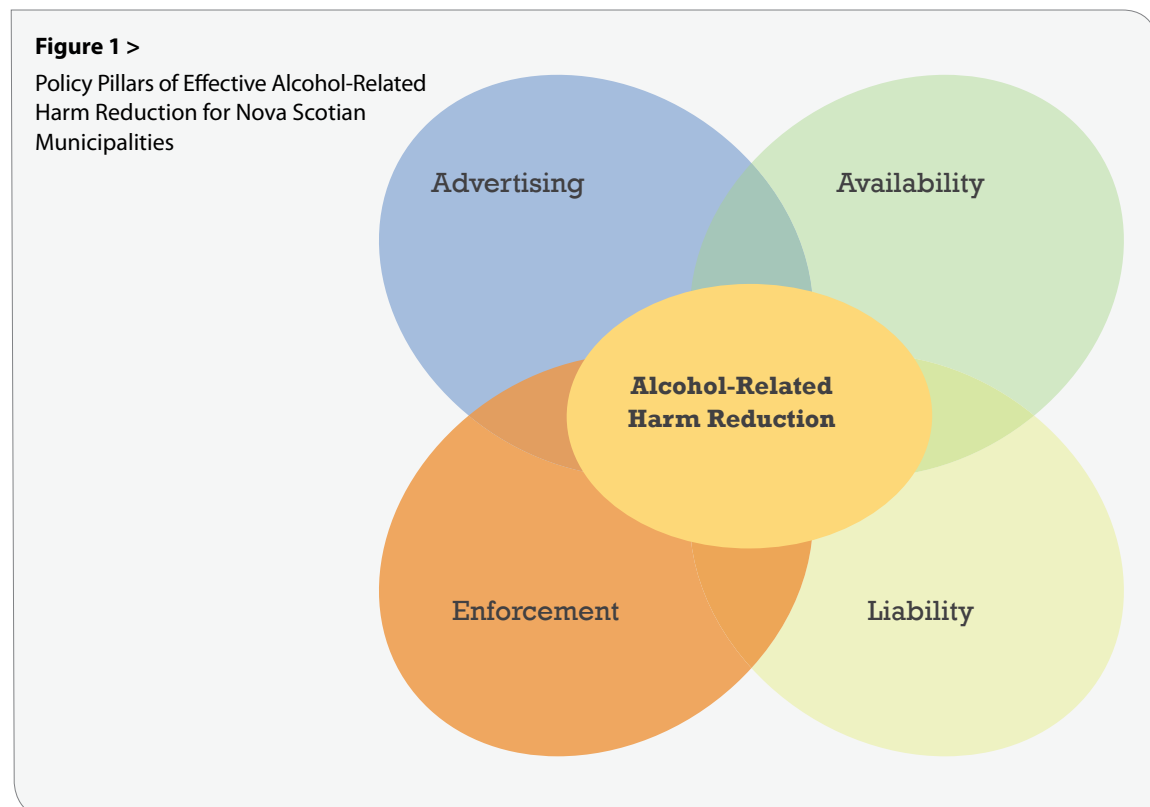 Figure 1 >
Policy Pillars of Effective Alcohol-Related
Harm Reduction for Nova Scotian
Municipalities
Advertising
Availability
Alcohol-Related
Harm Reduction
Enforcement
Liability